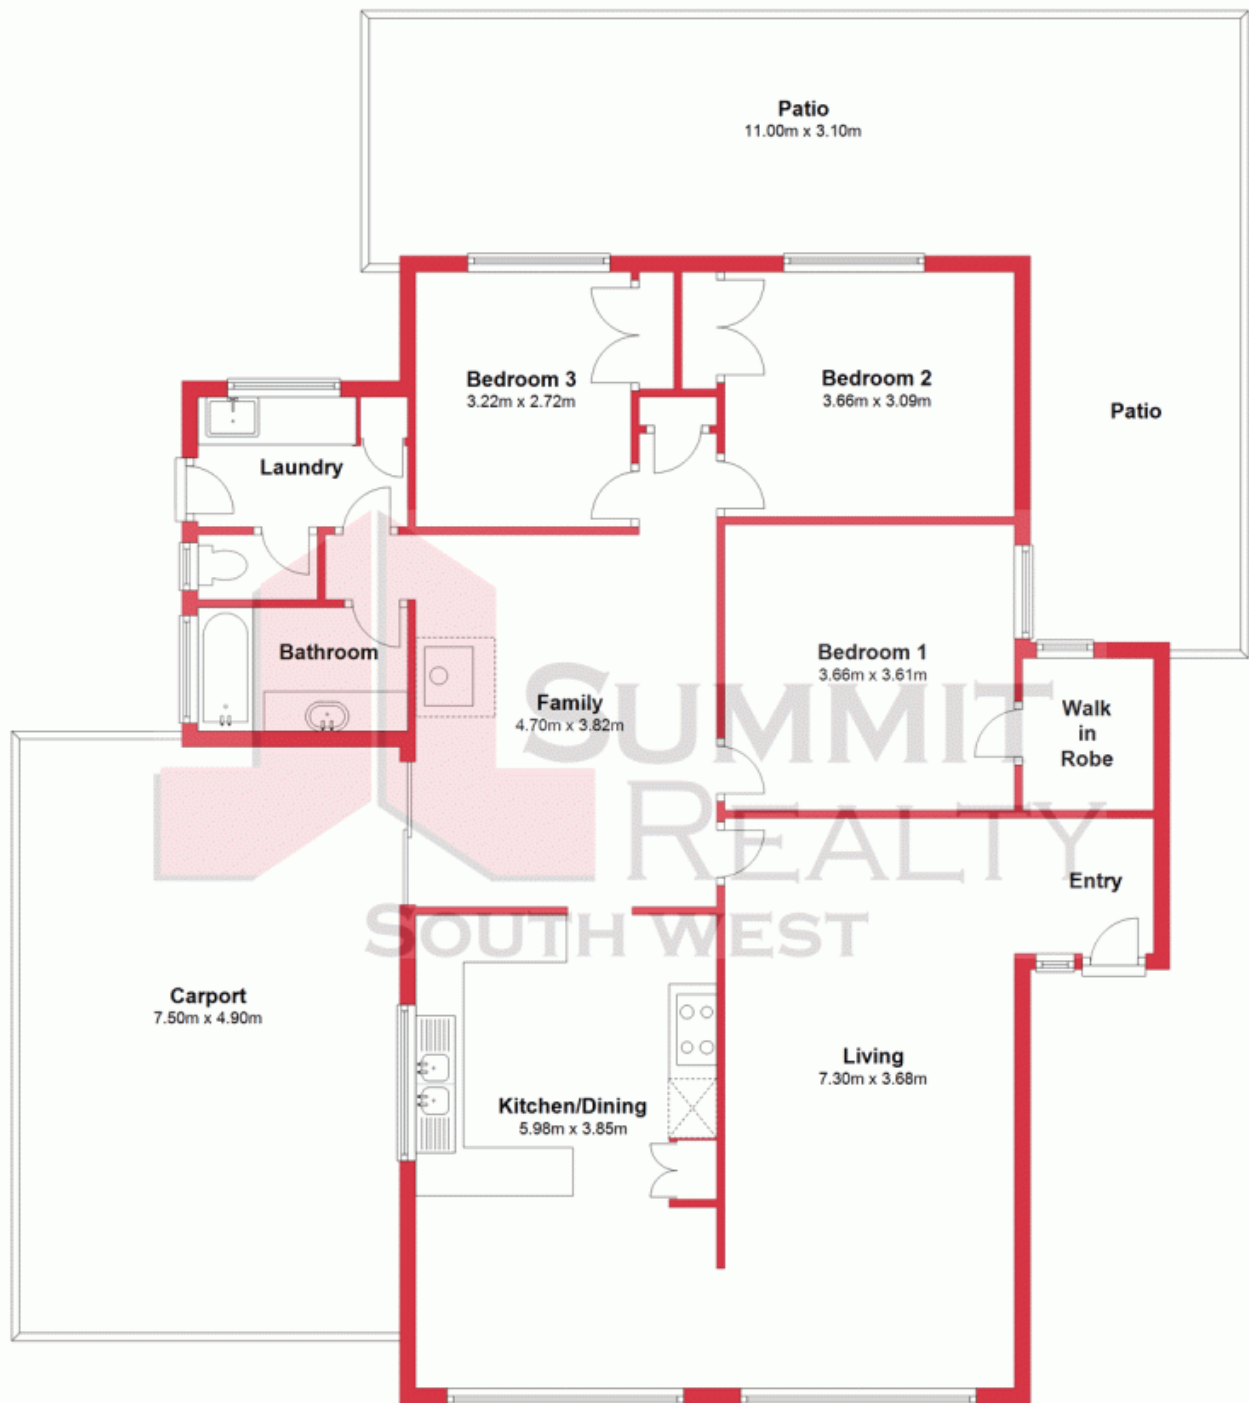 Patio
11.00m x 3.10m
Bedroom 3
3.22m x 2.72m
Bedroom 2
3.66m x 3.09m
Patio
Laundry
Bathroom
Bedroom 1
3.66m x 3.61m
Family
4.70m x 3.82m
Walk
in
Robe
SUMMIT
REALTY
SOUTH WEST
Entry
Carport
7.50m x 4.90m
Living
7.30m x 3.68m
Kitchen/Dining
5.98m x 3.85m